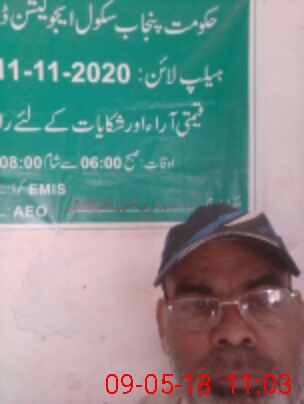 حکومت پنجاب سکول ایجوکیشن ڈ
ہیلپ لائن: 11-11-2020
قیمتی آراء اور شکایات کے لئے را
اوقات صبح 06:00 سے شام 08:00
EMIS
AEO
09-05-18 11:03